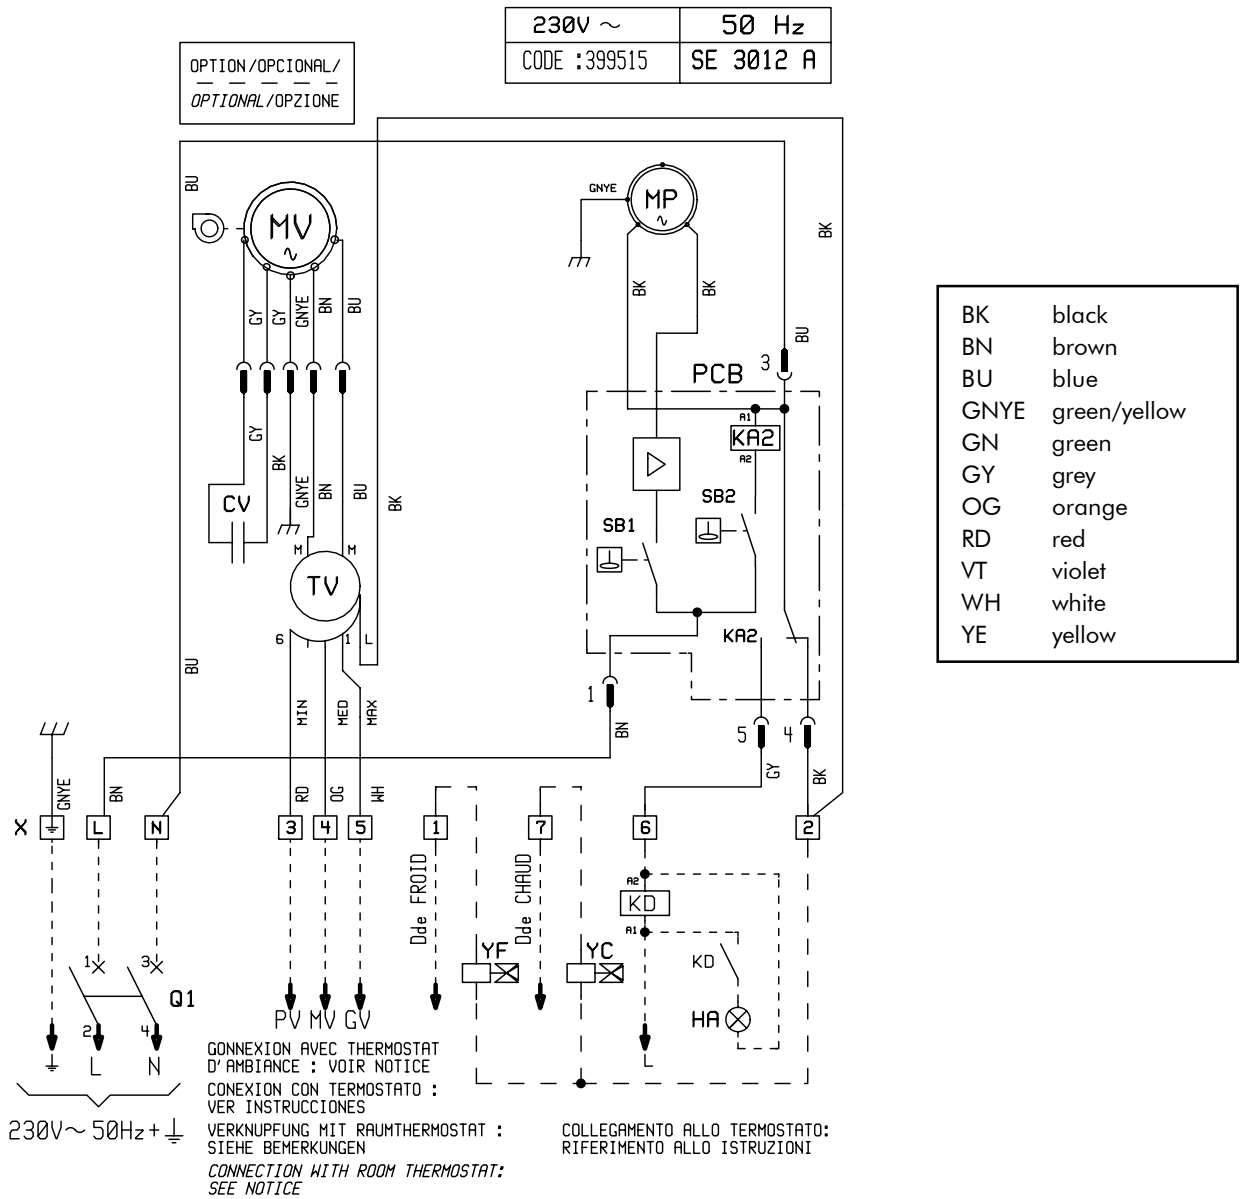 230V ~ 50 Hz
CODE :399515 SE 3012 A
OPTION/OPCIONAL/
OPTIONAL/OPZIONE
BU
MV
~
GNYE
MP
~
BK
BK
BK
GY
GY
GNYE
BN
BU
BU
3
PCB
A1
KA2
A2
GY
BK
GNYE
BN
BU
BK
CV
SB2
SB1
M
M
TV
6
1
L
KA2
BU
MIN
MED
MAX
1
BN
5
4
GY
BK
GNYE
BN
RD
OG
WH
X
L
N
3
4
5
1
7
6
2
Dde FROID
Dde CHAUD
A2
KD
A1
YF
YC
KD
HA
1
3
Q1
2
4
L
N
PV MV GV
L
230V~ 50Hz+
GONNEXION AVEC THERMOSTAT
D'AMBIANCE : VOIR NOTICE
CONEXION CON TERMOSTATO :
VER INSTRUCCIONES
VERKNUPFUNG MIT RAUMTHERMOSTAT :
SIEHE BEMERKUNGEN
CONNECTION WITH ROOM THERMOSTAT:
SEE NOTICE
COLLEGAMENTO ALLO TERMOSTATO:
RIFERIMENTO ALLO ISTRUZIONI
BK black
BN brown
BU blue
GNYE green/yellow
GN green
GY grey
OG orange
RD red
VT violet
WH white
YE yellow